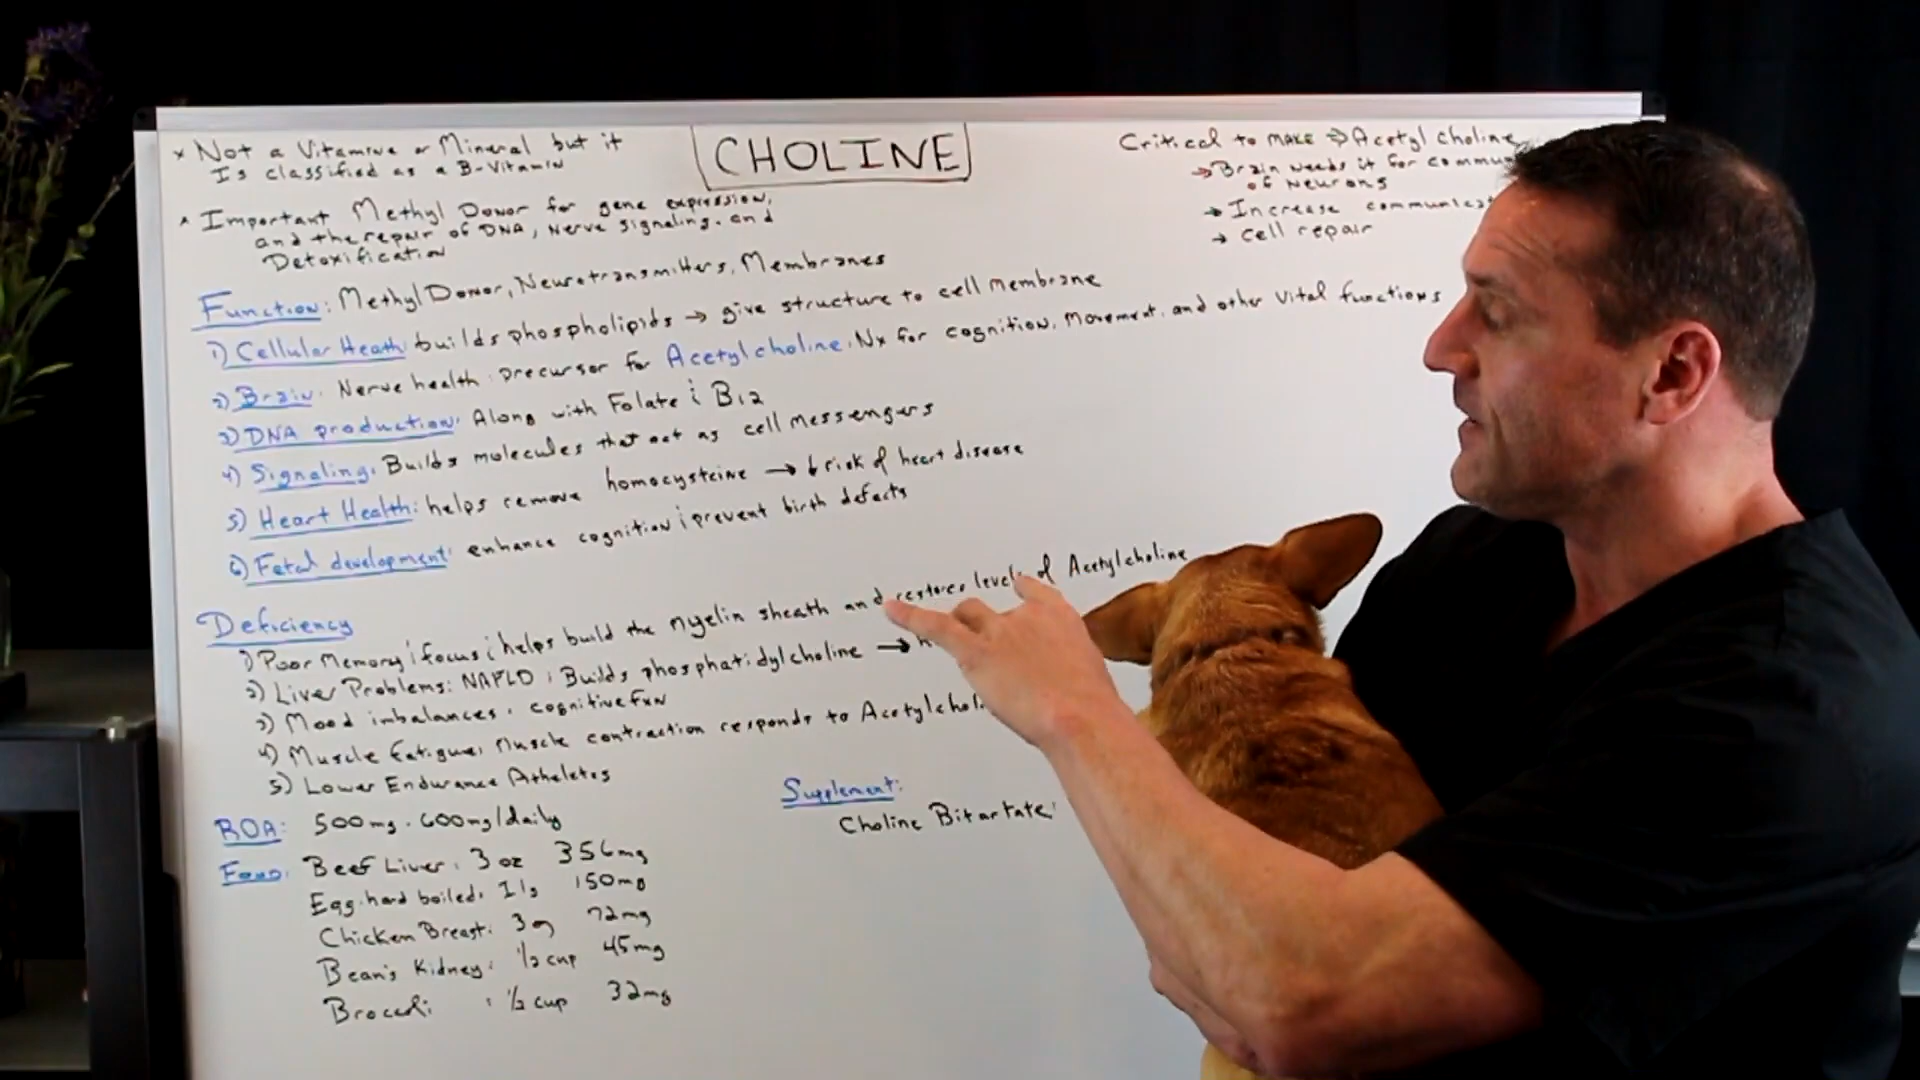 CHOLINE
x Not a Vitamine or Mineral but it
Is classified as a B-Vitamin
* Important Methyl Donor for gene expression,
and the repair of DNA, Nerve signaling. and
Detoxification
Critical to MAKE => Acetyl choline
→ Brain needs it for commun
of Neurons
→ Increase communicat
→ Cell repair
Function: Methyl Donor, Neurotransmitters, Membranes
1) Cellular Heath: builds phospholipids → give structure to cell membrane
2) Brain: Nerve health: precursor for Acetylcholine. Nx for cognition, Movement, and other Vital functions
3) DNA production: Along with Folate & B12
4) Signaling: Builds molecules that act as cell messengers
5) Heart Health: helps remove homocysteine → ↓ risk of heart disease
6) Fetal development: enhance cognition & prevent birth defects
Deficiency
1) Poor Memory / focus: helps build the myelin sheath and restores levels of Acetylcholine
2) Liver Problems: NAFLD: Builds phosphatidylcholine →
3) Mood imbalances. cognitive Fxn
4) Muscle fatigue: Muscle contraction responds to Acetylchol
5) Lower Endurance Atheletes
RDA: 500mg - 600mg/daily
Food: Beef Liver: 3 oz 356mg
Egg-hard boiled: 1 lg 150mg
Chicken Breast: 3 oz 72mg
Bean's Kidney: 1/2 cup 45mg
Broccoli: 1/2 cup 32mg
Supplement:
Choline Bitartate: